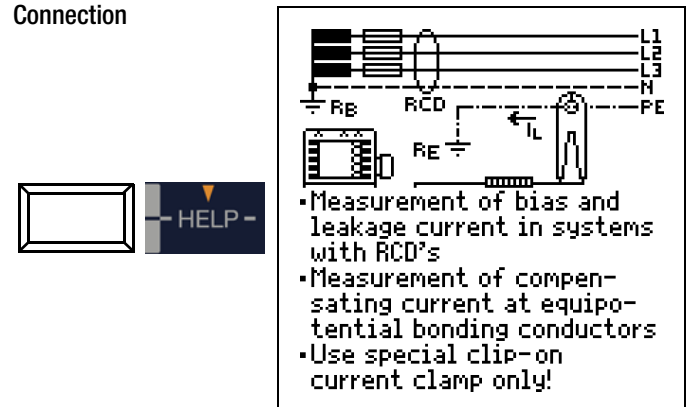 Connection
L1
L2
L3
N
RB
RCD
PE
IL
RE
- HELP -
▪Measurement of bias and
leakage current in systems
with RCD's
▪Measurement of compen-
sating current at equipo-
tential bonding conductors
▪Use special clip-on
current clamp only!